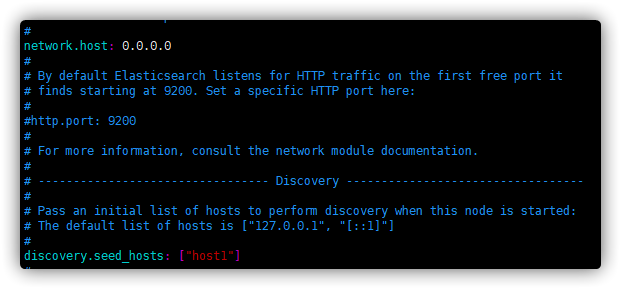 #
network.host: 0.0.0.0
#
# By default Elasticsearch listens for HTTP traffic on the first free port it
# finds starting at 9200. Set a specific HTTP port here:
#
#http.port: 9200
#
# For more information, consult the network module documentation.
#
# -------------------------------- Discovery ---------------------------------
#
# Pass an initial list of hosts to perform discovery when this node is started:
# The default list of hosts is ["127.0.0.1", "[::1]"]
#
discovery.seed_hosts: ["host1"]
#